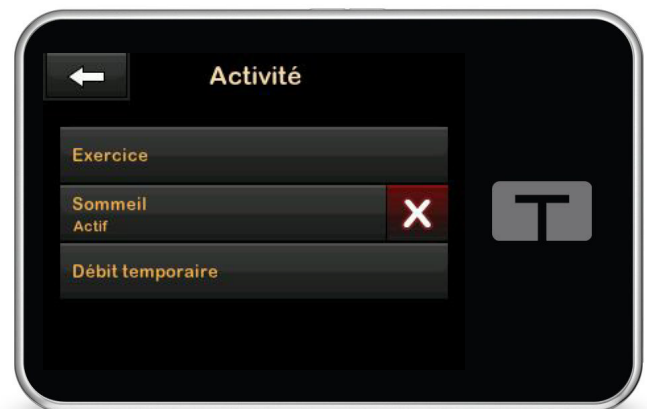 Activité
Exercice
Sommeil
Actif
Débit temporaire